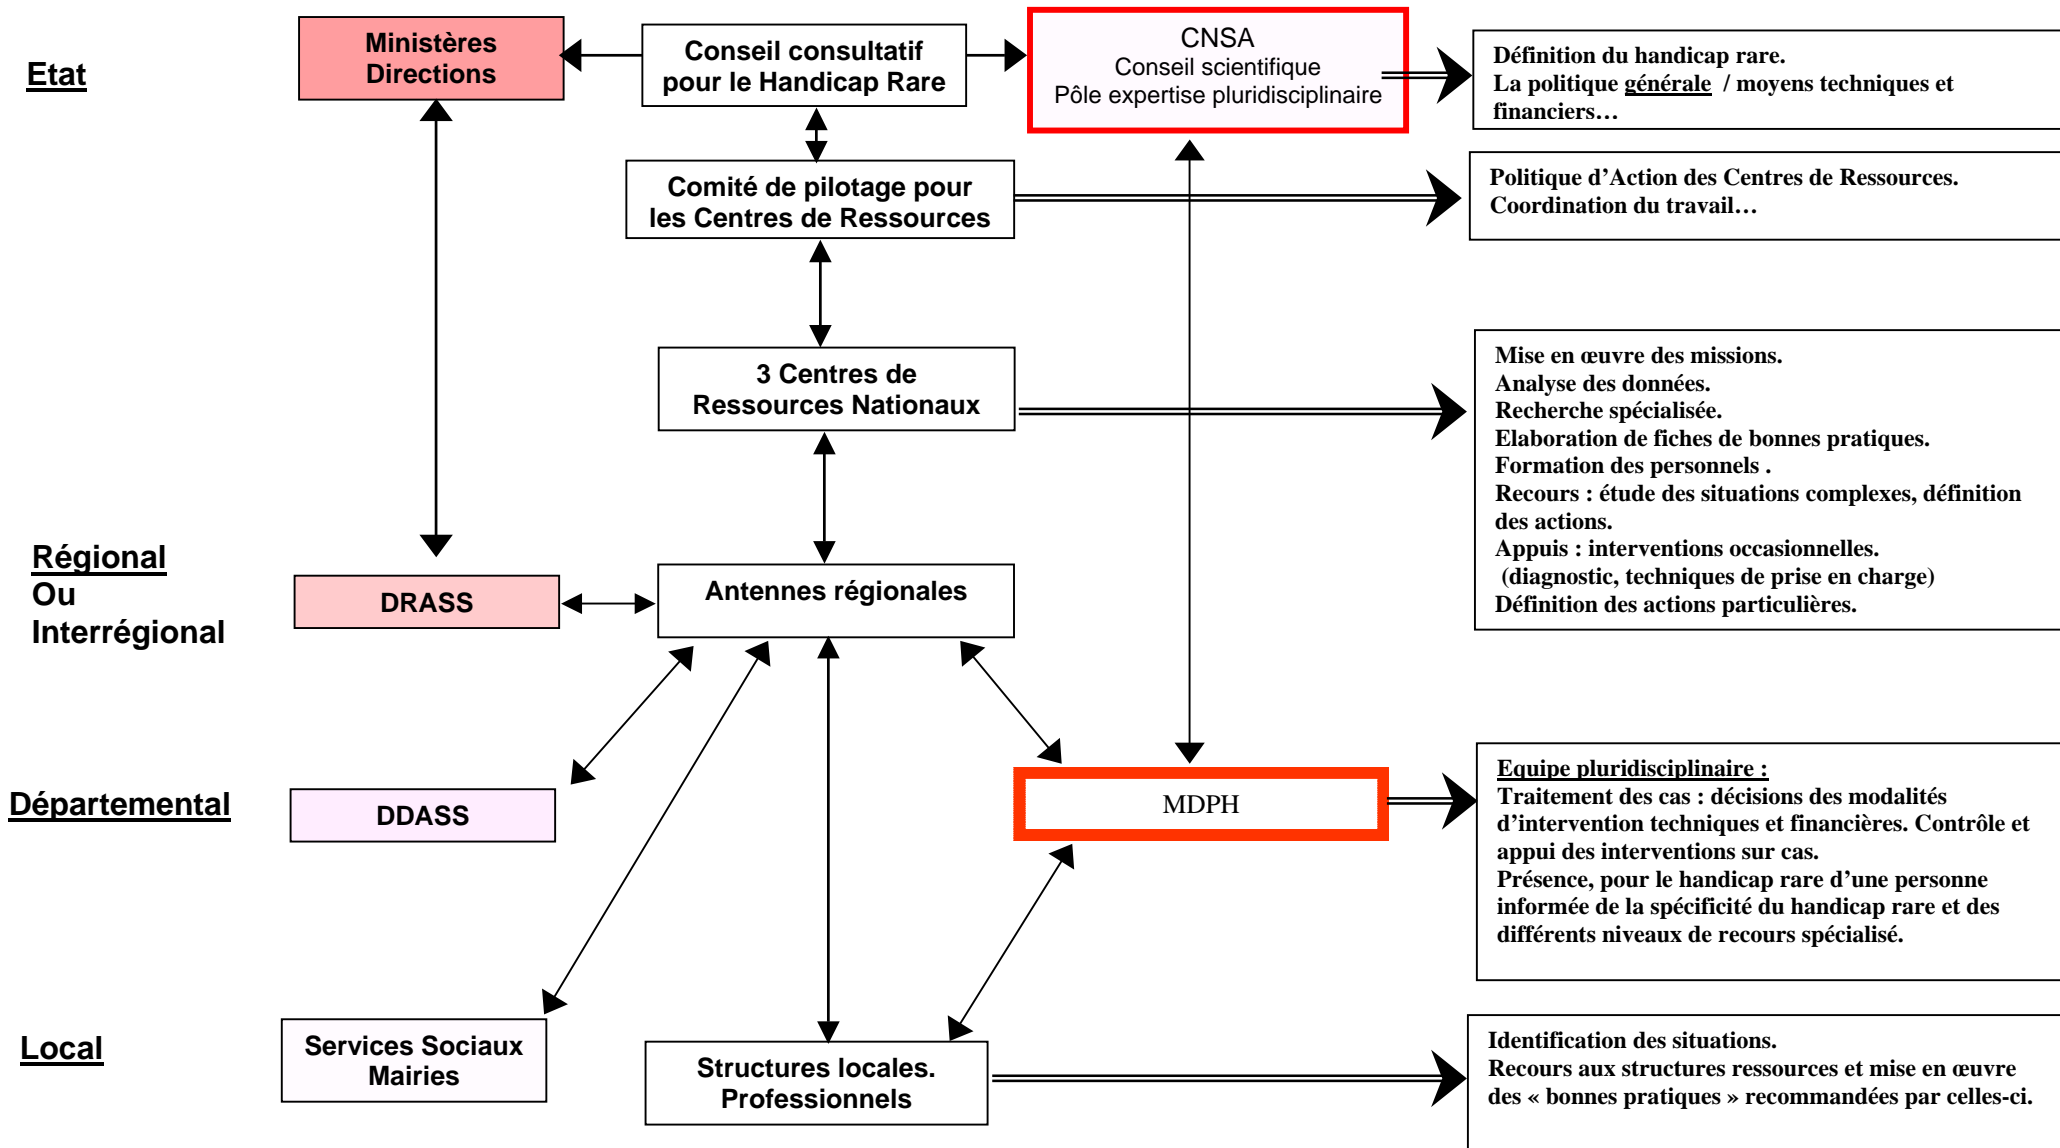 Etat
Ministères
Directions
Conseil consultatif
pour le Handicap Rare
CNSA
Conseil scientifique
Pôle expertise pluridisciplinaire
Définition du handicap rare.
La politique générale / moyens techniques et
financiers…
Comité de pilotage pour
les Centres de Ressources
Politique d’Action des Centres de Ressources.
Coordination du travail…
3 Centres de
Ressources Nationaux
Mise en œuvre des missions.
Analyse des données.
Recherche spécialisée.
Elaboration de fiches de bonnes pratiques.
Formation des personnels .
Recours : étude des situations complexes, définition
des actions.
Appuis : interventions occasionnelles.
(diagnostic, techniques de prise en charge)
Définition des actions particulières.
Régional
Ou
Interrégional
DRASS
Antennes régionales
Départemental
DDASS
MDPH
Equipe pluridisciplinaire :
Traitement des cas : décisions des modalités
d’intervention techniques et financières. Contrôle et
appui des interventions sur cas.
Présence, pour le handicap rare d’une personne
informée de la spécificité du handicap rare et des
différents niveaux de recours spécialisé.
Local
Services Sociaux
Mairies
Structures locales.
Professionnels
Identification des situations.
Recours aux structures ressources et mise en œuvre
des « bonnes pratiques » recommandées par celles-ci.